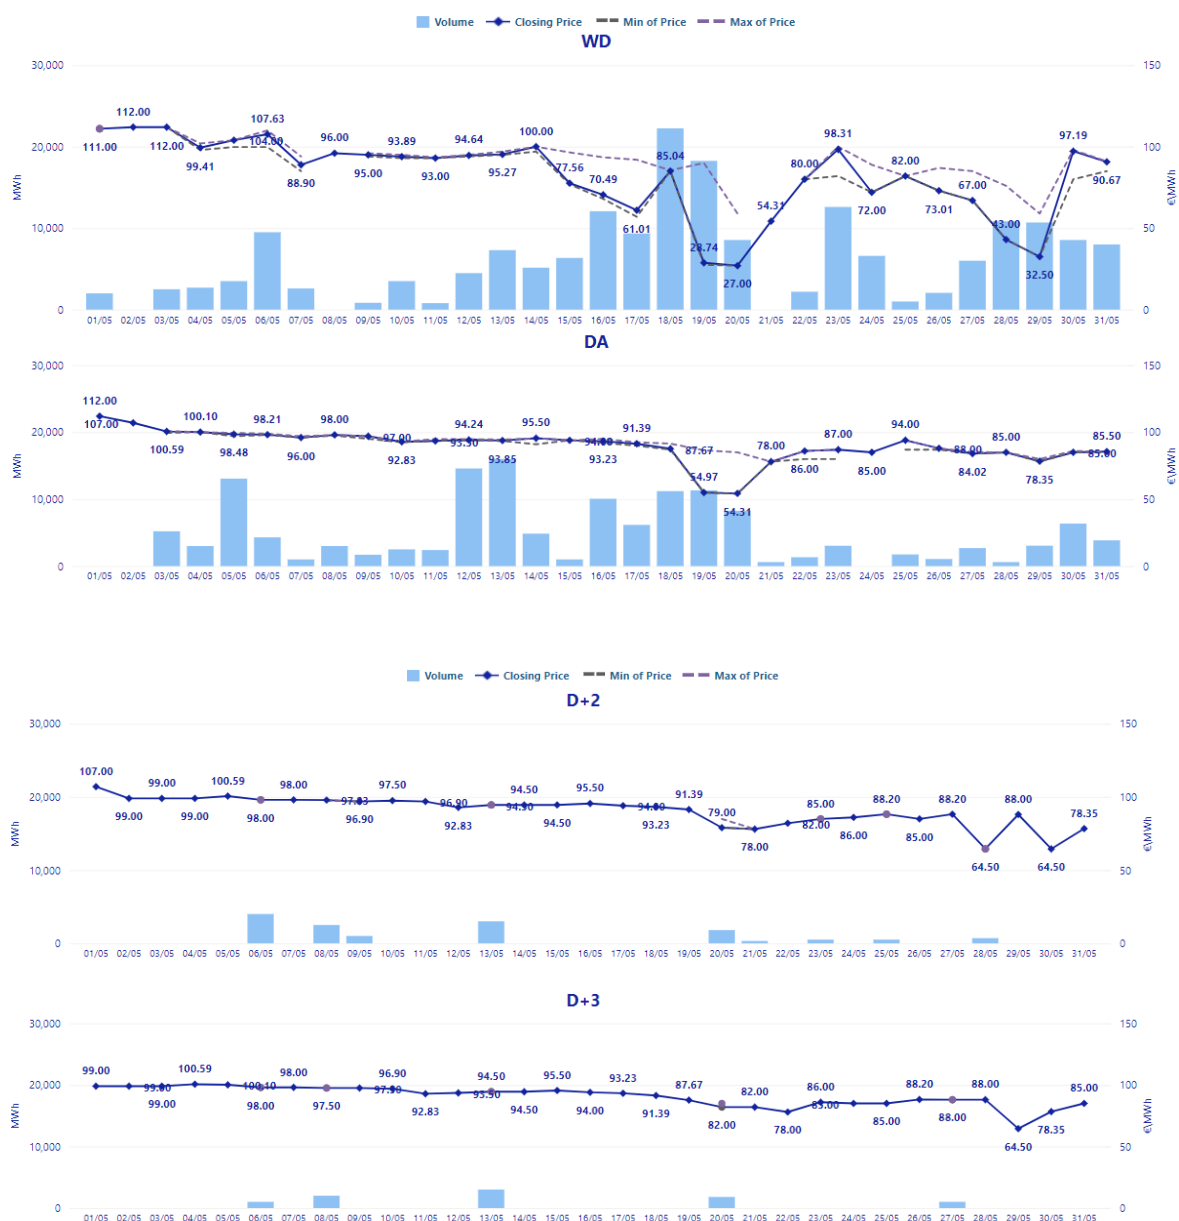 Volume Closing Price Min of Price Max of Price
WD
30,000 150
112.00 107.63 96.00 93.89 94.64 100.00 85.04 98.31 97.19
111.00 112.00 104.00 77.56 80.00 82.00
20,000 100
99.41 88.90 95.00 93.00 95.27 70.49 54.31 67.00 90.67
MWh €\MWh
61.01 28.74 72.00 73.01 43.00
10,000 50
27.00 32.50
0 0
01/05 02/05 03/05 04/05 05/05 06/05 07/05 08/05 09/05 10/05 11/05 12/05 13/05 14/05 15/05 16/05 17/05 18/05 19/05 20/05 21/05 22/05 23/05 24/05 25/05 26/05 27/05 28/05 29/05 30/05 31/05
DA
30,000 150
112.00
107.00 100.10 98.21 98.00 97.00 94.24 95.50 91.39 78.00 87.00 94.00 85.00 85.50
20,000 100
100.59 98.48 96.00 92.83 93.50 93.85 93.23 87.67 86.00 85.00 88.00 84.02 78.35 85.00
MWh €\MWh
54.97
10,000 50
54.31
0 0
01/05 02/05 03/05 04/05 05/05 06/05 07/05 08/05 09/05 10/05 11/05 12/05 13/05 14/05 15/05 16/05 17/05 18/05 19/05 20/05 21/05 22/05 23/05 24/05 25/05 26/05 27/05 28/05 29/05 30/05 31/05
Volume Closing Price Min of Price Max of Price
D+2
30,000 150
107.00 99.00 100.59 98.00 97.50 94.50 95.50 91.39 79.00 85.00 88.20 88.20 88.00 78.35
20,000 100
99.00 99.00 98.00 96.90 96.90 92.83 94.50 93.23 78.00 82.00 86.00 85.00
MWh €\MWh
64.50 64.50
10,000 50
0 0
01/05 02/05 03/05 04/05 05/05 06/05 07/05 08/05 09/05 10/05 11/05 12/05 13/05 14/05 15/05 16/05 17/05 18/05 19/05 20/05 21/05 22/05 23/05 24/05 25/05 26/05 27/05 28/05 29/05 30/05 31/05
D+3
30,000 150
99.00 100.59 98.00 96.90 94.50 95.50 93.23 87.67 82.00 86.00 88.20 88.00 85.00
20,000 100
99.00 100.10 98.00 97.50 92.83 93.50 94.50 94.00 91.39 82.00 78.00 85.00 88.00 78.35
MWh €\MWh
64.50
10,000 50
0 0
01/05 02/05 03/05 04/05 05/05 06/05 07/05 08/05 09/05 10/05 11/05 12/05 13/05 14/05 15/05 16/05 17/05 18/05 19/05 20/05 21/05 22/05 23/05 24/05 25/05 26/05 27/05 28/05 29/05 30/05 31/05